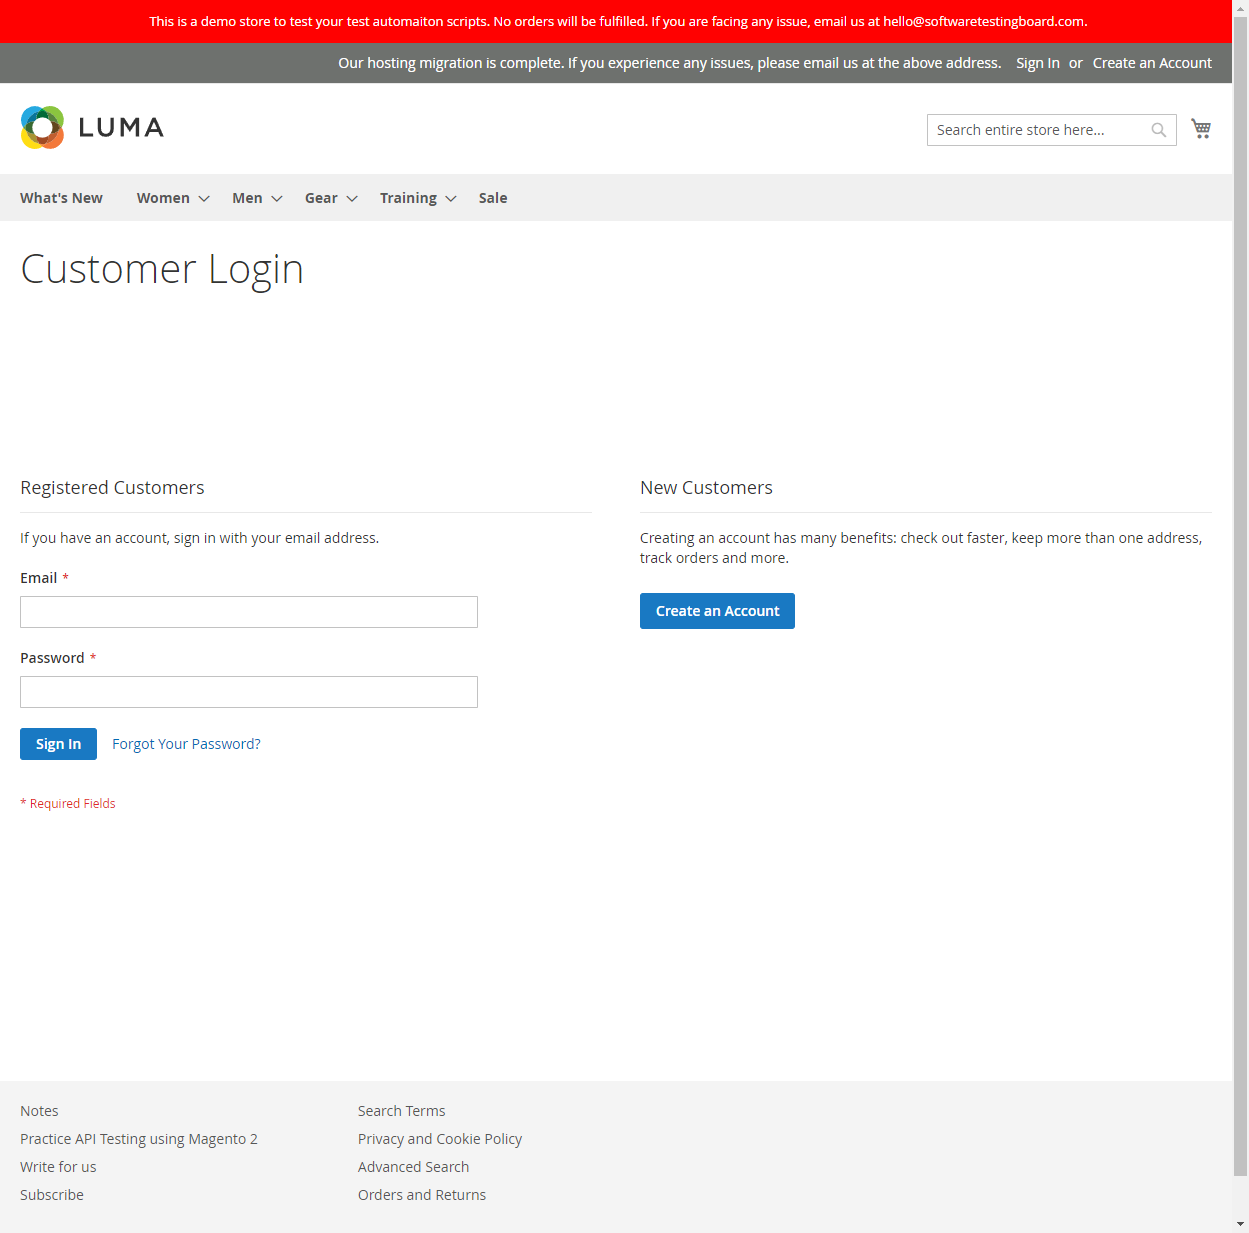 This is a demo store to test your test automaiton scripts. No orders will be fulfilled. If you are facing any issue, email us at hello@softwaretestingboard.com.
Our hosting migration is complete. If you experience any issues, please email us at the above address. Sign In or Create an Account
LUMA
Search entire store here...
What's New Women Men Gear Training Sale
Customer Login
Registered Customers
If you have an account, sign in with your email address.
Email *
Password *
Sign In Forgot Your Password?
* Required Fields
New Customers
Creating an account has many benefits: check out faster, keep more than one address,
track orders and more.
Create an Account
Notes
Practice API Testing using Magento 2
Write for us
Subscribe
Search Terms
Privacy and Cookie Policy
Advanced Search
Orders and Returns